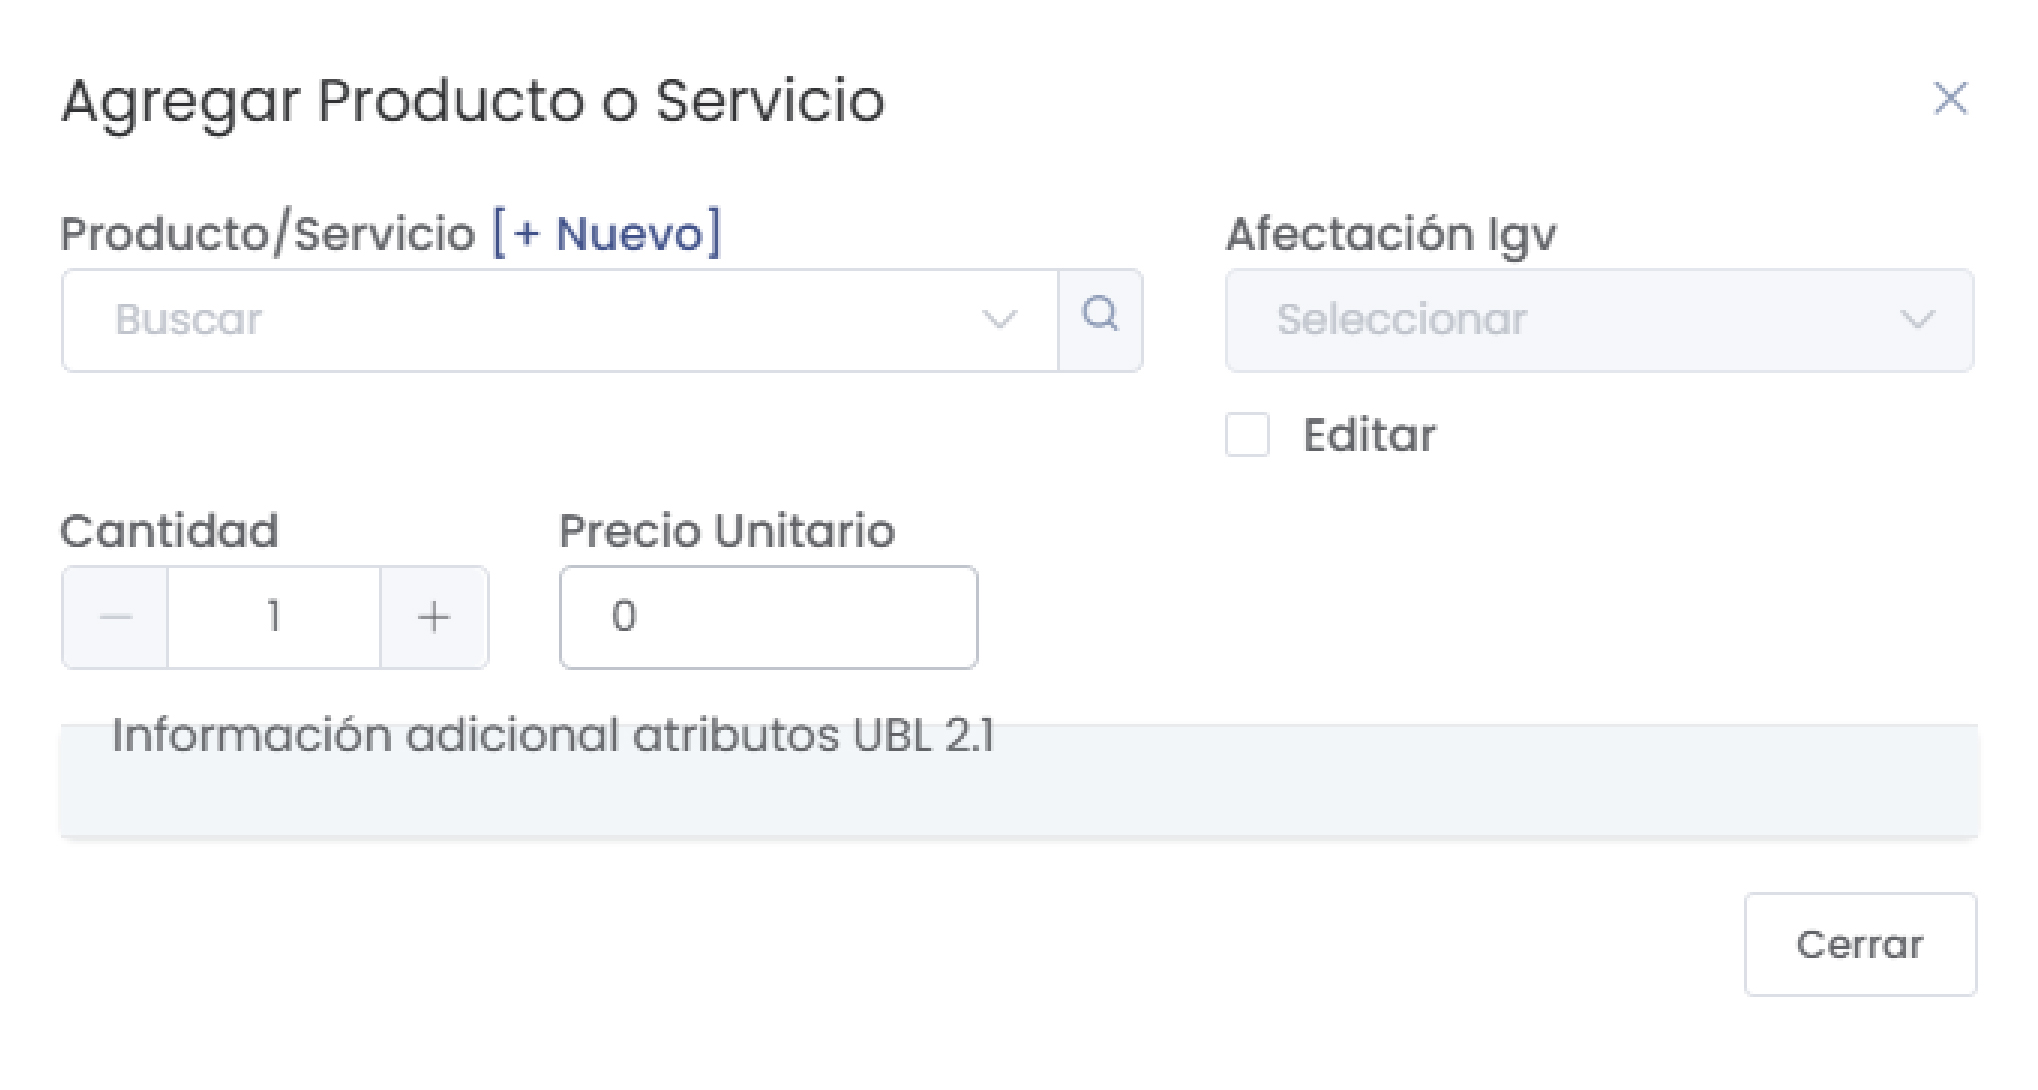 Agregar Producto o Servicio
Producto/Servicio [+ Nuevo]
Afectación Igv
Buscar
Seleccionar
Editar
Cantidad
Precio Unitario
1
0
Información adicional atributos UBL 2.1
Cerrar